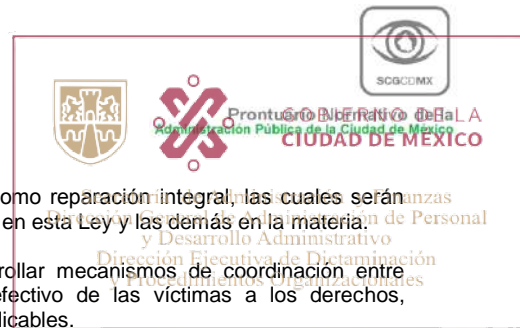 SCGCDMX
Prontuario Normativo de la
GOBIERNO DE LA
Administración Pública de la Ciudad de México
CIUDAD DE MÉXICO
omo reparación integral, las cuales serán
Secretaría de Administración y Finanzas
en esta Ley y las demás en la materia.
Dirección General de Administración de Personal
y Desarrollo Administrativo
rollar mecanismos de coordinación entre
Dirección Ejecutiva de Dictaminación
efectivo de las víctimas a los derechos,
y Procedimientos Organizacionales
licables.